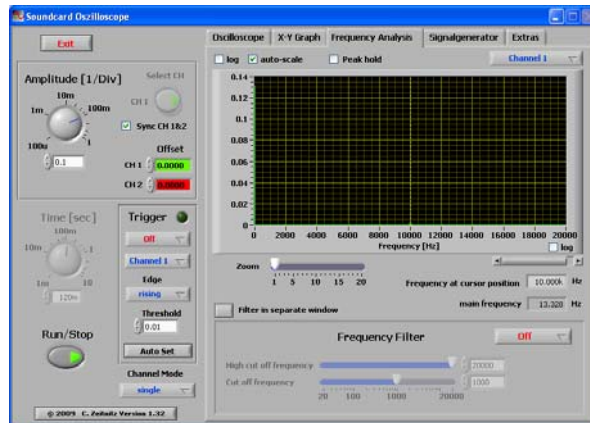 Soundcard Oszilloscope
Exit
Amplitude [1/Div]
Select CH
10m
1m
100m
100u
1
CH 1
Sync CH 1&2
0.1
Offset
CH 1 0.0000
CH 2 0.0000
Time [sec]
100m
10m
.1
1m
10
120m
Run/Stop
Trigger
Off
Channel 1
Edge
rising
Threshold
0.01
Auto Set
Channel Mode
single
© 2009 C. Zeitnitz Version 1.32
Oscilloscope X-Y Graph Frequency Analysis Signalgenerator Extras
log auto-scale Peak hold Channel 1
0.14
0.12
0.1
0.08
0.06
0.04
0.02
0
0 2000 4000 6000 8000 10000 12000 14000 16000 18000 20000
Frequency [Hz]
log
Zoom
1 5 10 15 20
Frequency at cursor position 10.000k Hz
main frequency 13.320 Hz
Filter in separate window
Frequency Filter
Off
High cut off frequency 20000
Cut off frequency 1000
20 100 1000 20000